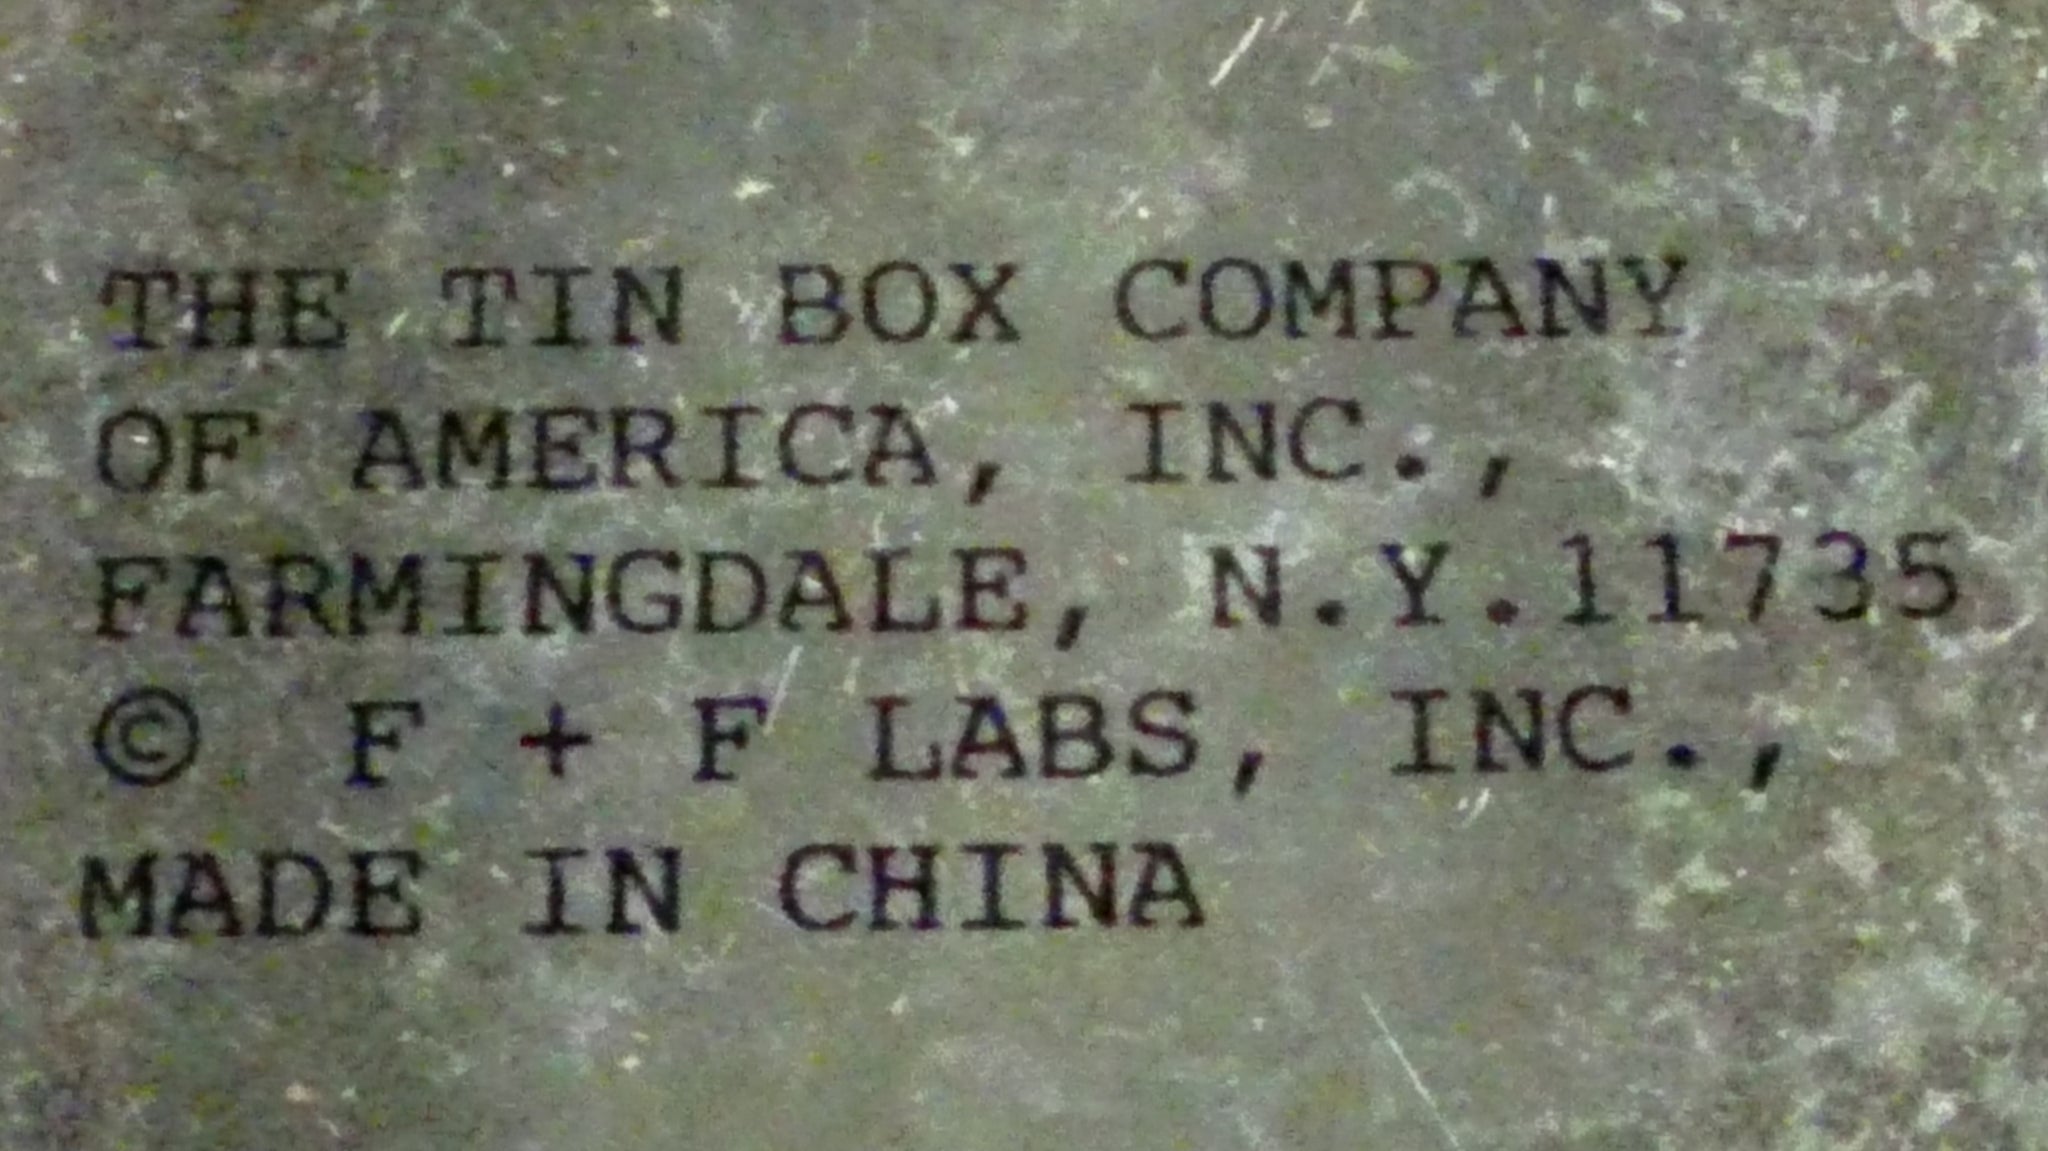 THE TIN BOX COMPANY
OF AMERICA, INC.,
FARMINGDALE, N.Y.11735
© F + F LABS, INC.,
MADE IN CHINA